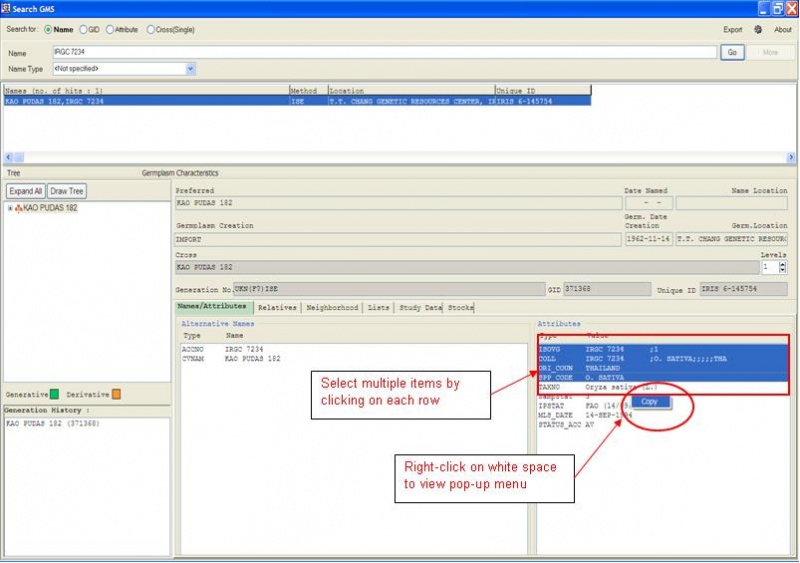 Search GMS
Search for: Name GID Attribute Cross(Single) Export About
Name IRGC 7234 Go More
Name Type <Not specified>
Names (no. of hits : 1) Method Location Unique ID
KAO PUDAS 182,IRGC 7234 ISE T.T. CHANG GENETIC RESOURCES CENTER, IRIS 6-145754
Tree Germplasm Characteristics
Expand All Draw Tree
KAO PUDAS 182
Generative Derivative
Generation History :
KAO PUDAS 182 (371368)
Preferred Date Named Name Location
KAO PUDAS 182 - -
Germplasm Creation Germ. Date Creation Germ.Location
IMPORT 1962-11-14 T.T. CHANG GENETIC RESOUR
Cross Levels
KAO PUDAS 182 1
Generation No. UKN(F?)ISE GID 371368 Unique ID IRIS 6-145754
Names/Attributes Relatives Neighborhood Lists Study Data Stocks
Alternative Names
Type Name
ACCNO IRGC 7234
CVNAM KAO PUDAS 182
Attributes
Type Value
ISOVG IRGC 7234 ;1
COLL IRGC 7234 ;O. SATIVA;;;;;THA
ORI_COUN THAILAND
SPP_CODE O. SATIVA
TAXNO Oryza sativa (L.)
IPSTAT FAO (14/
MLS_DATE 14-SEP-1994
STATUS_ACC AV
Copy
Select multiple items by
clicking on each row
Right-click on white space
to view pop-up menu